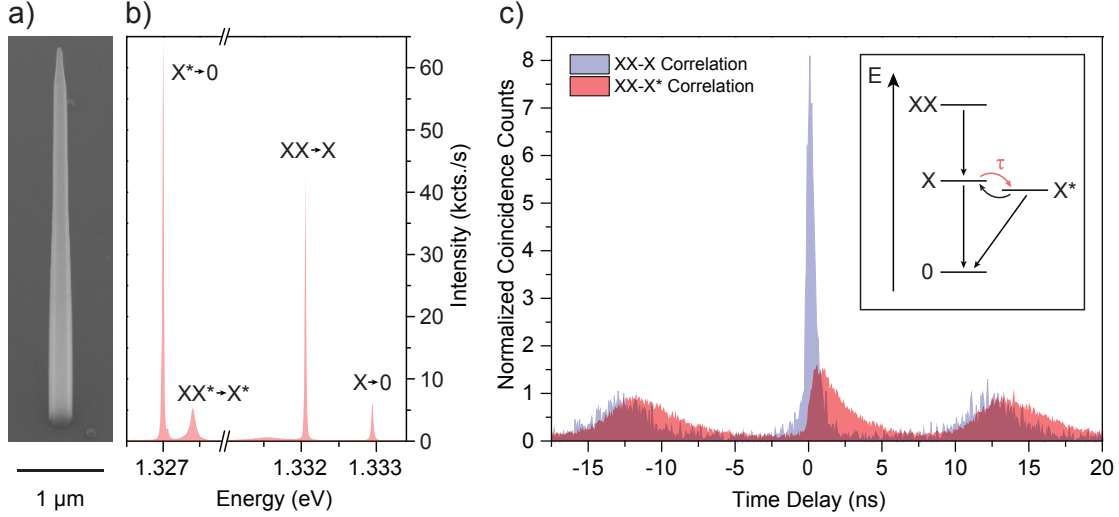 a)
1 µm
b)
X*→0
XX*→X*
XX→X
X→0
60
50
40
30
20
10
0
Intensity (kcts./s)
1.327
1.332
1.333
Energy (eV)
c)
XX-X Correlation
XX-X* Correlation
8
7
6
5
4
3
2
1
0
Normalized Coincidence Counts
-15
-10
-5
0
5
10
15
20
Time Delay (ns)
E
XX
X
τ
X*
0